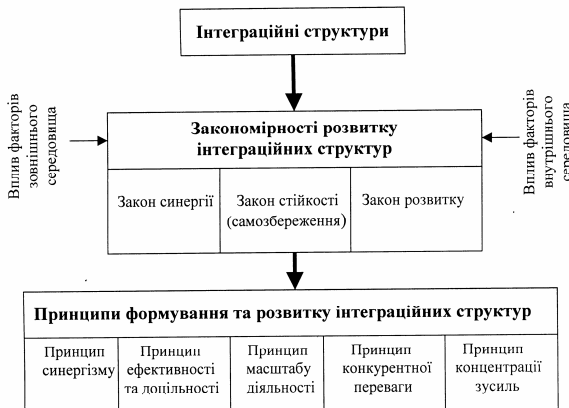 Інтеграційні структури
Вплив факторів
зовнішнього
середовища
Закономірності розвитку
інтеграційних структур
Вплив факторів
внутрішнього
середовища
Закон синергії
Закон стійкості
(самозбереження)
Закон розвитку
Принципи формування та розвитку інтеграційних структур
Принцип
синергізму
Принцип
ефективності
та доцільності
Принцип
масштабу
діяльності
Принцип
конкурентної
переваги
Принцип
концентрації
зусиль